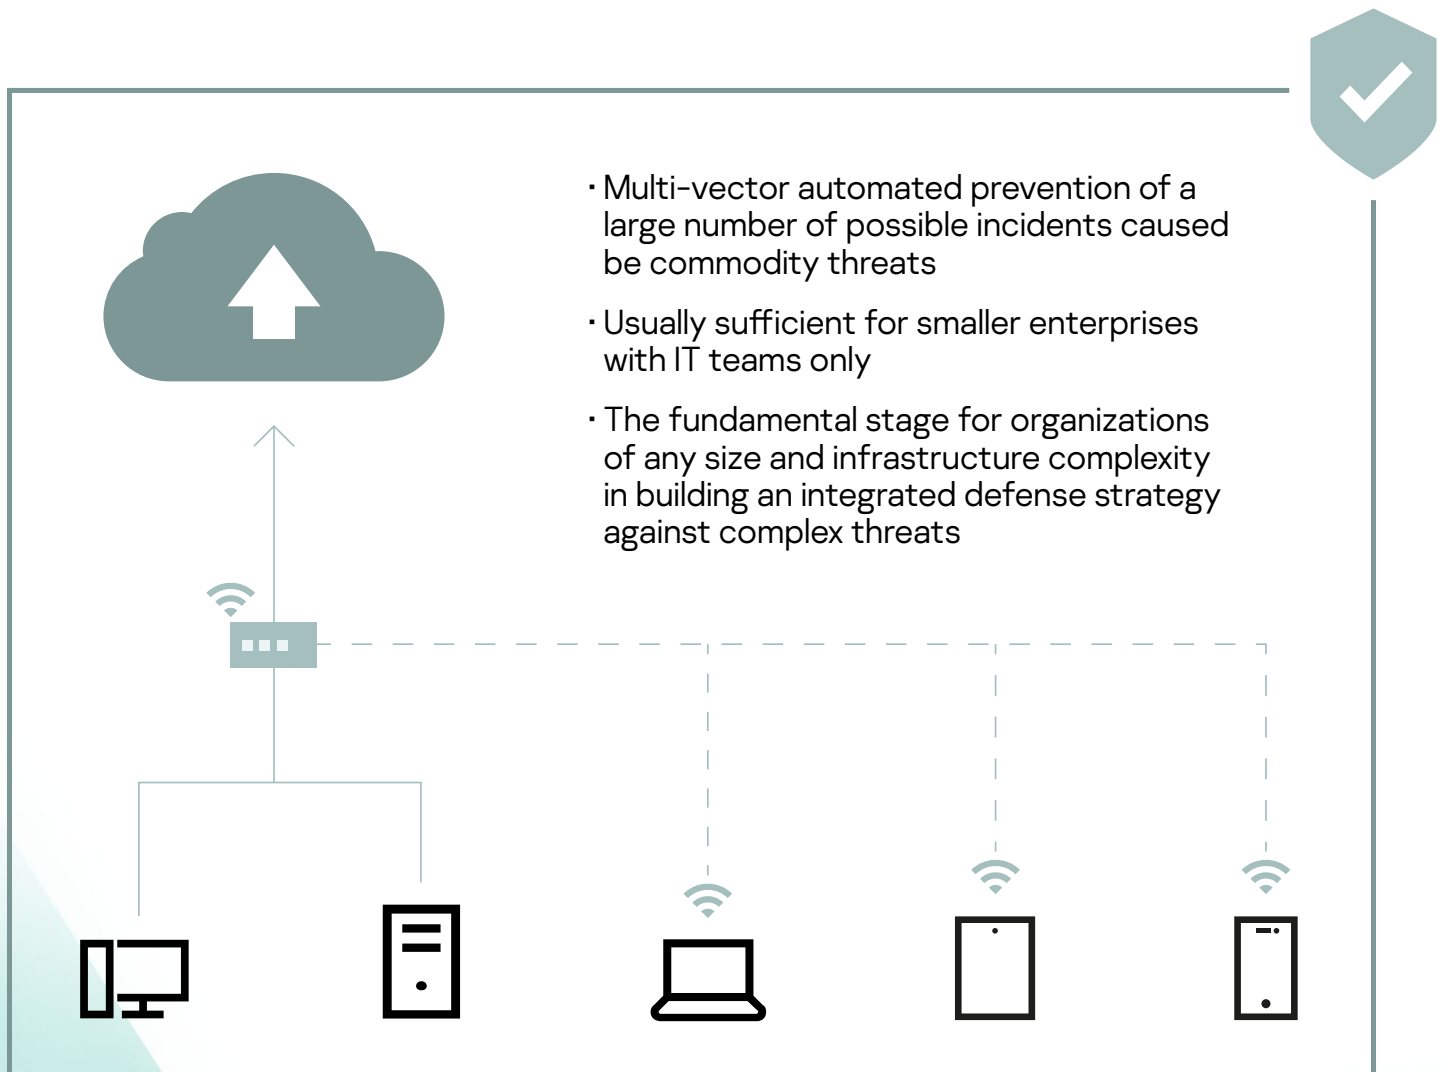 · Multi-vector automated prevention of a
large number of possible incidents caused
be commodity threats
· Usually sufficient for smaller enterprises
with IT teams only
· The fundamental stage for organizations
of any size and infrastructure complexity
in building an integrated defense strategy
against complex threats